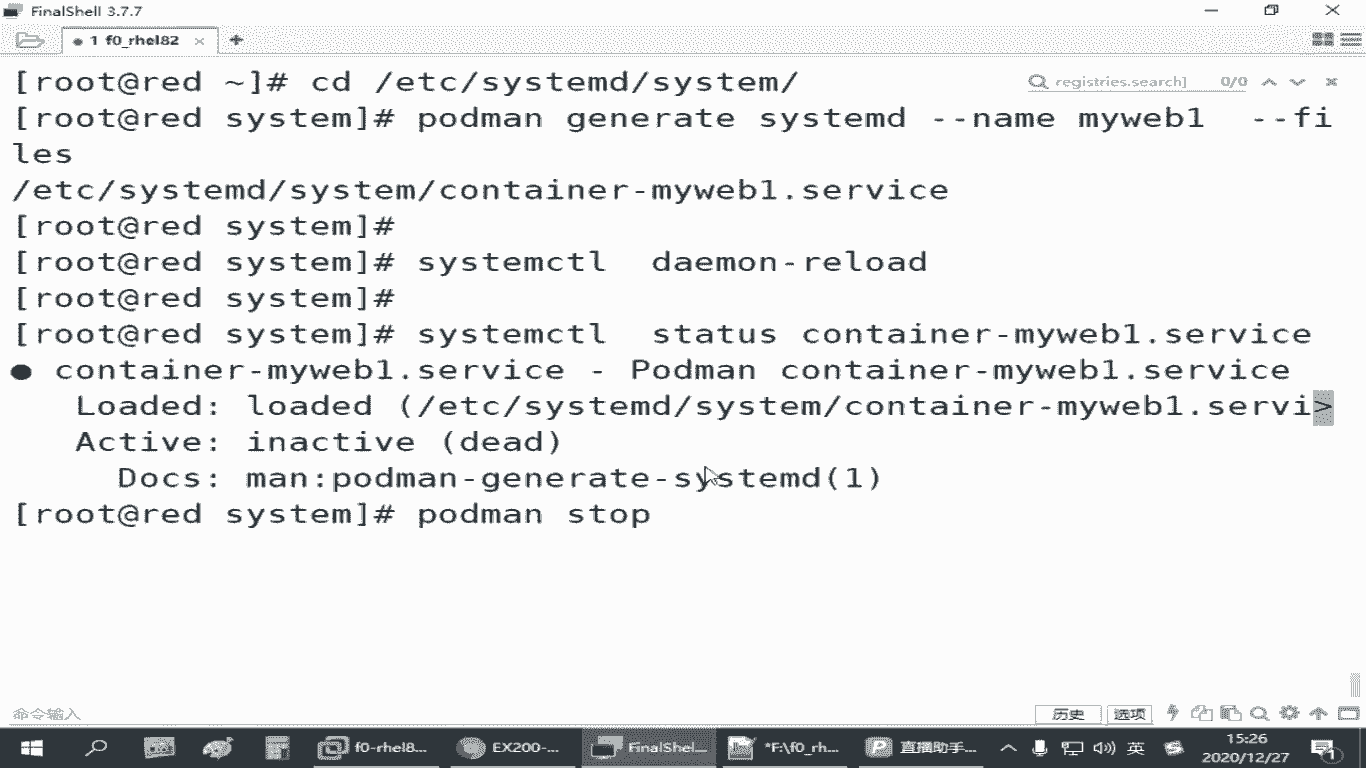 FinalShell 3.7.7
1 f0_rhel82
[root@red ~]# cd /etc/systemd/system/
registries.search] 0/0
[root@red system]# podman generate systemd --name myweb1  --fi
les
/etc/systemd/system/container-myweb1.service
[root@red system]#
[root@red system]# systemctl  daemon-reload
[root@red system]#
[root@red system]# systemctl  status container-myweb1.service
● container-myweb1.service - Podman container-myweb1.service
Loaded: loaded (/etc/systemd/system/container-myweb1.servi>
Active: inactive (dead)
Docs: man:podman-generate-systemd(1)
[root@red system]# podman stop
命令输入
历史 选项
f0-rhel8... EX200-... FinalShel... *F:\f0_rh... 直播助手... 英 15:26
2020/12/27 1